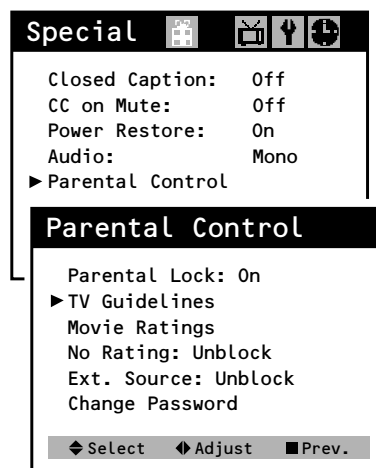 Special
Closed Caption: Off
CC on Mute: Off
Power Restore: On
Audio: Mono
Parental Control
Parental Control
Parental Lock: On
TV Guidelines
Movie Ratings
No Rating: Unblock
Ext. Source: Unblock
Change Password
Select Adjust Prev.